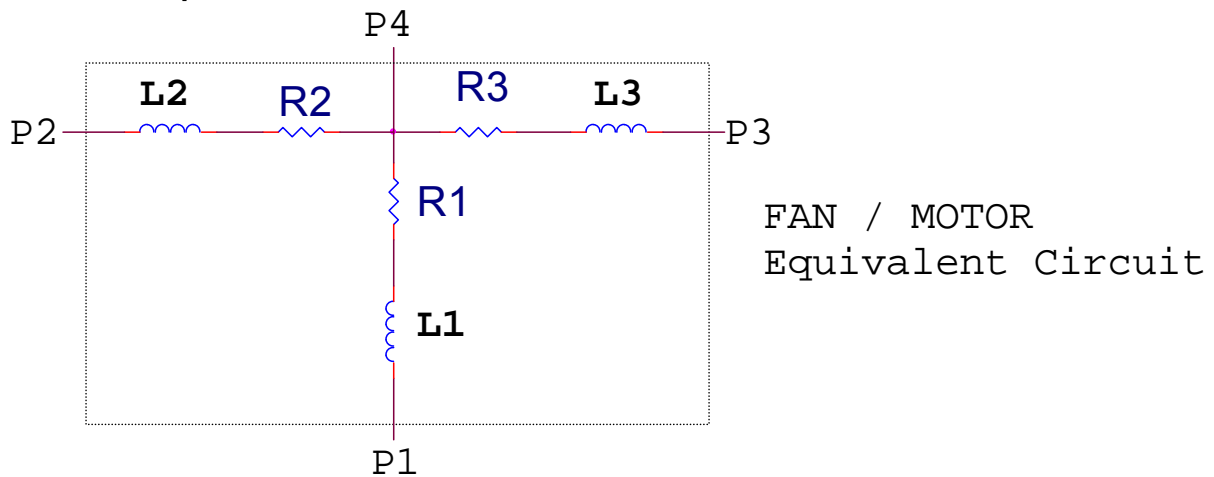 P4
L2 R2 R3 L3
P2 P3
R1
FAN / MOTOR
Equivalent Circuit
L1
P1